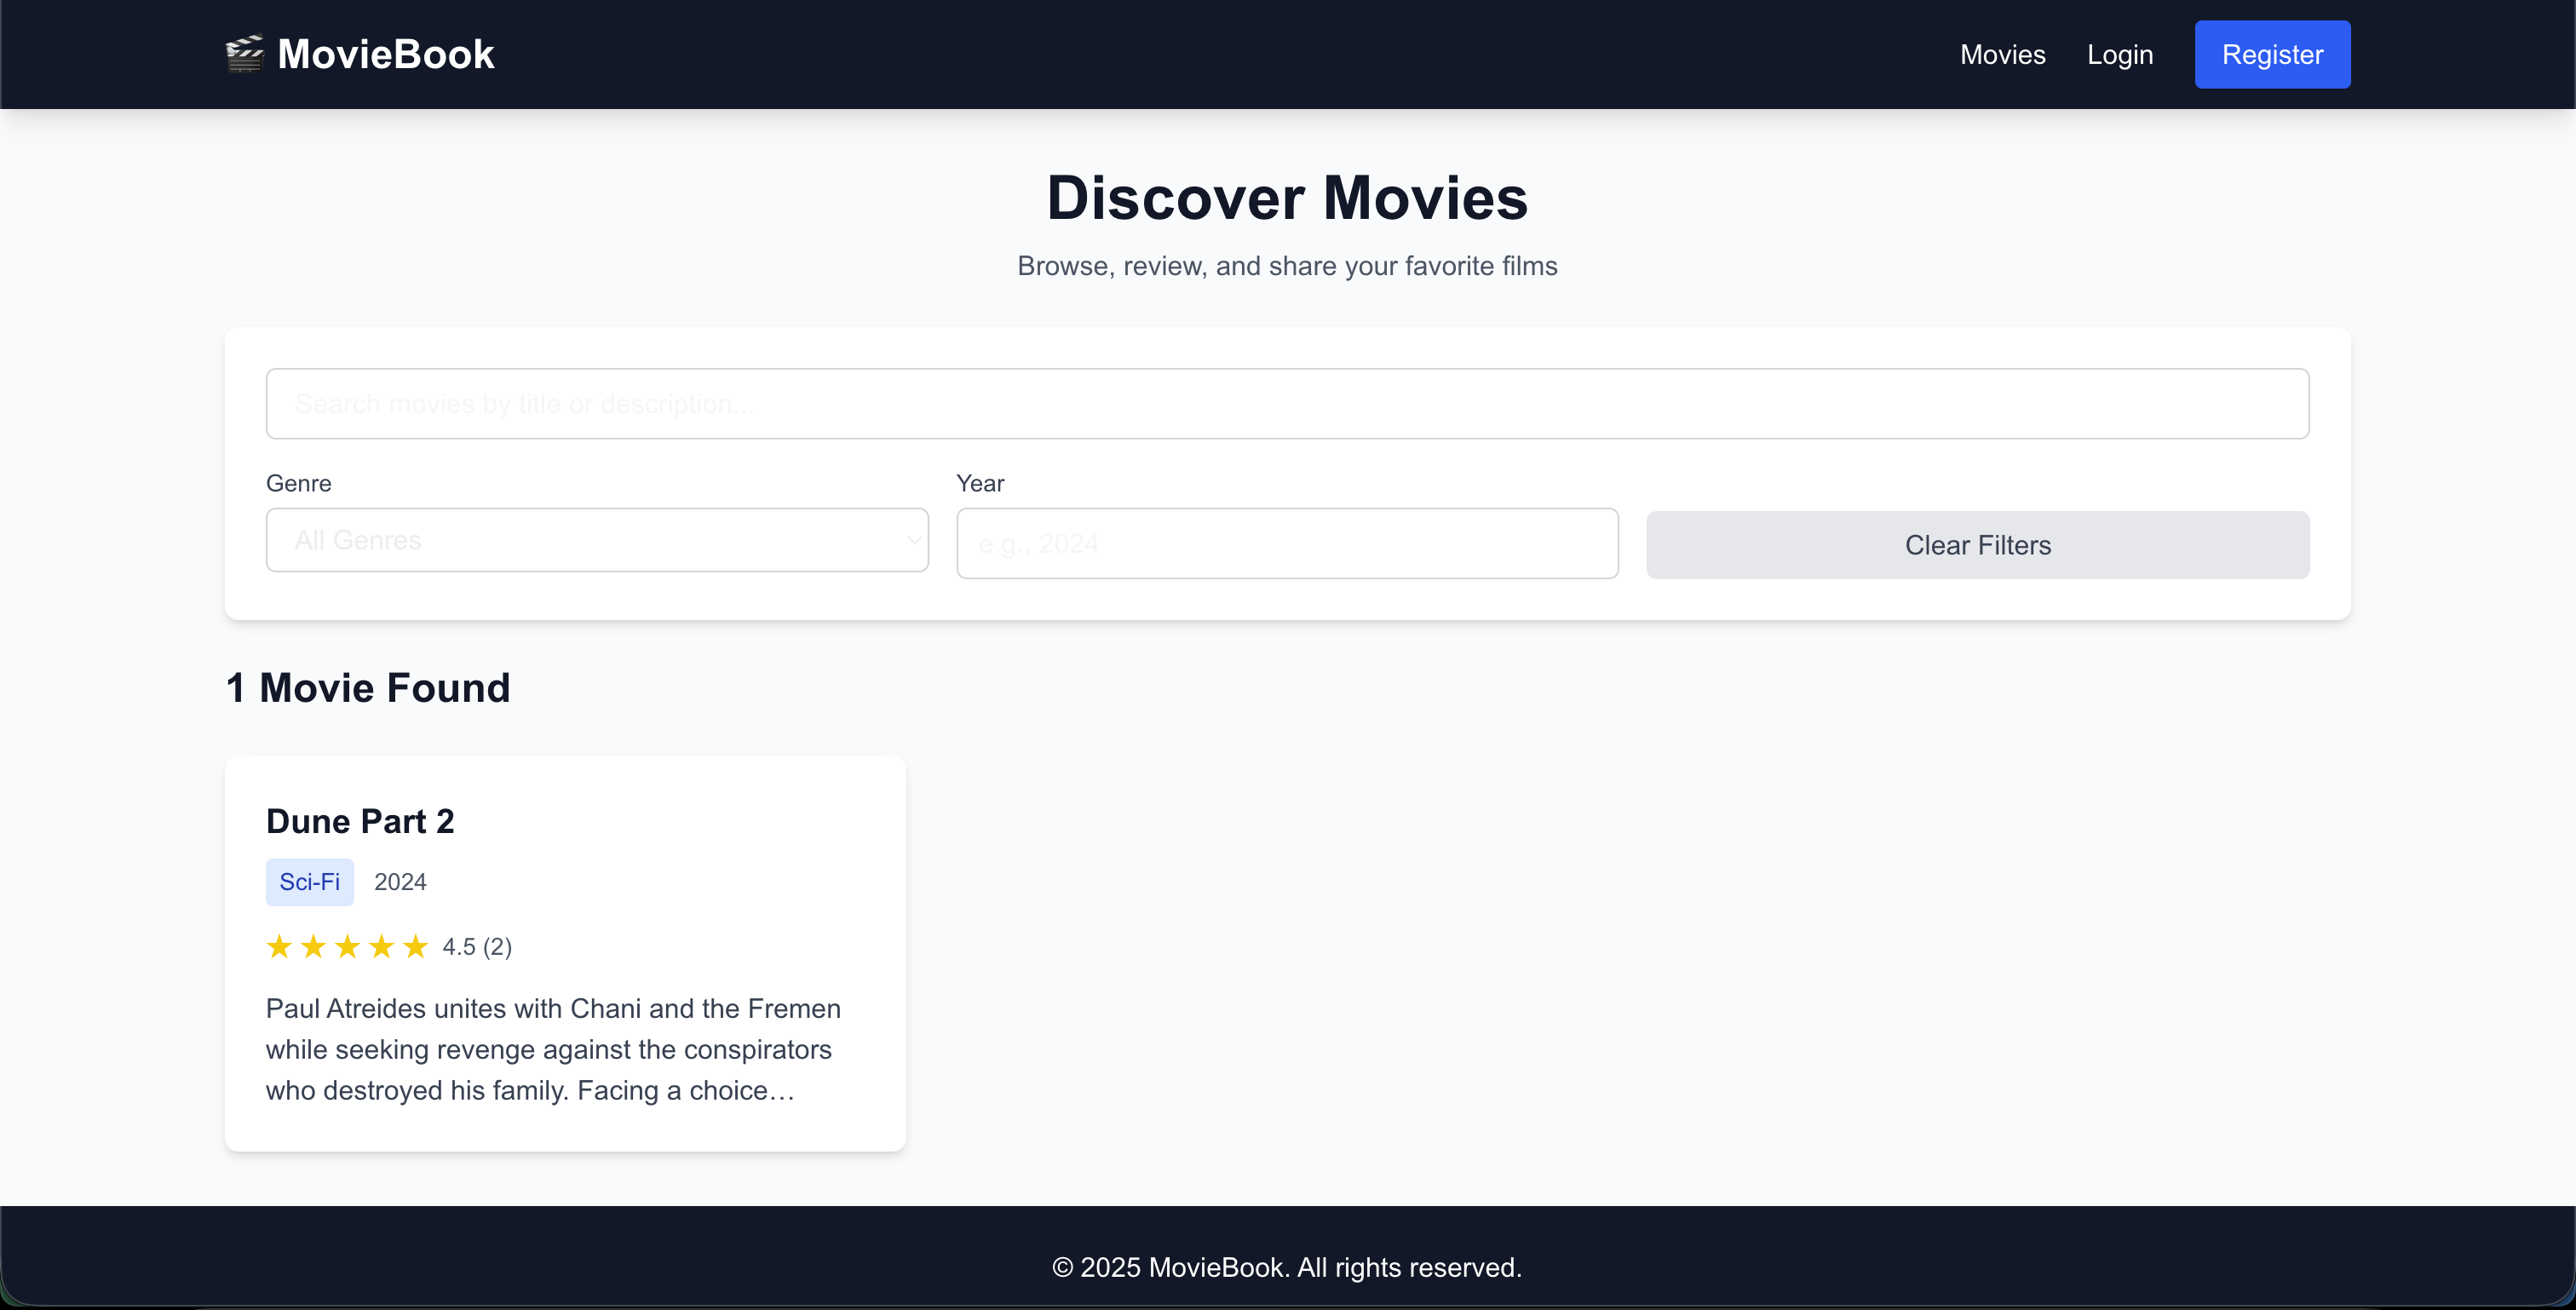 MovieBook
Movies Login Register
Discover Movies
Browse, review, and share your favorite films
Search movies by title or description...
Genre
Year
All Genres
e.g., 2024
Clear Filters
1 Movie Found
Dune Part 2
Sci-Fi 2024
★★★★★ 4.5 (2)
Paul Atreides unites with Chani and the Fremen
while seeking revenge against the conspirators
who destroyed his family. Facing a choice…
© 2025 MovieBook. All rights reserved.